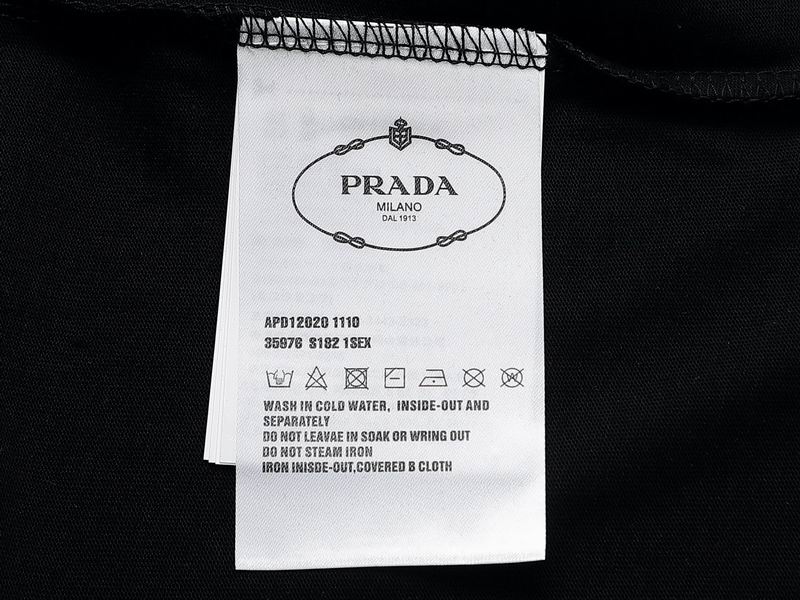 PRADA
MILANO
DAL 1913
APD12020 1110
35976 S182 1SEX
WASH IN COLD WATER, INSIDE-OUT AND
SEPARATELY
DO NOT LEAVAE IN SOAK OR WRING OUT
DO NOT STEAM IRON
IRON INISDE-OUT,COVERED B CLOTH